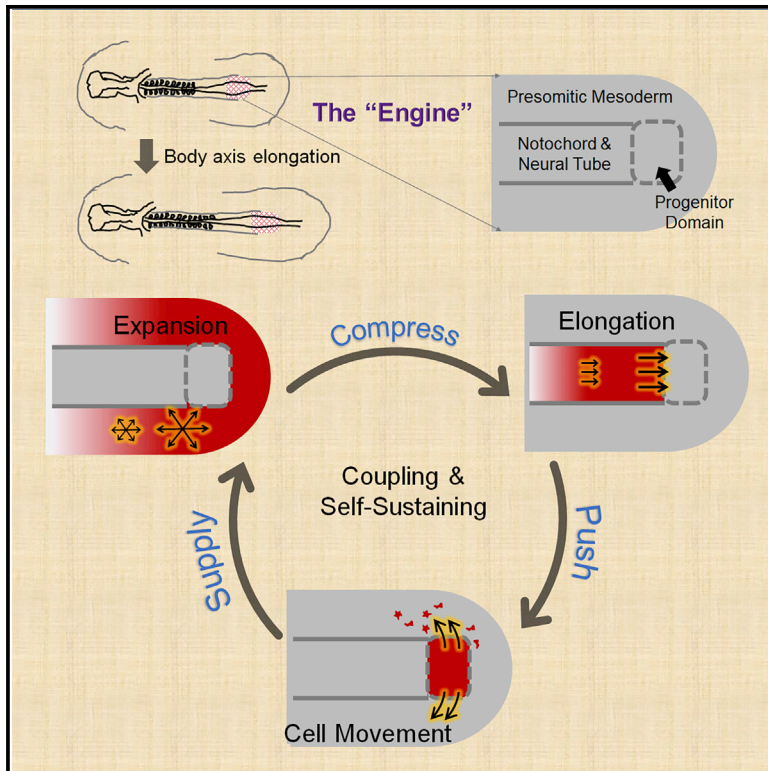 The “Engine”
Presomitic Mesoderm
Notochord &
Neural Tube
Progenitor
Domain
Body axis elongation
Expansion
Compress
Elongation
Coupling &
Self-Sustaining
Supply
Push
Cell Movement